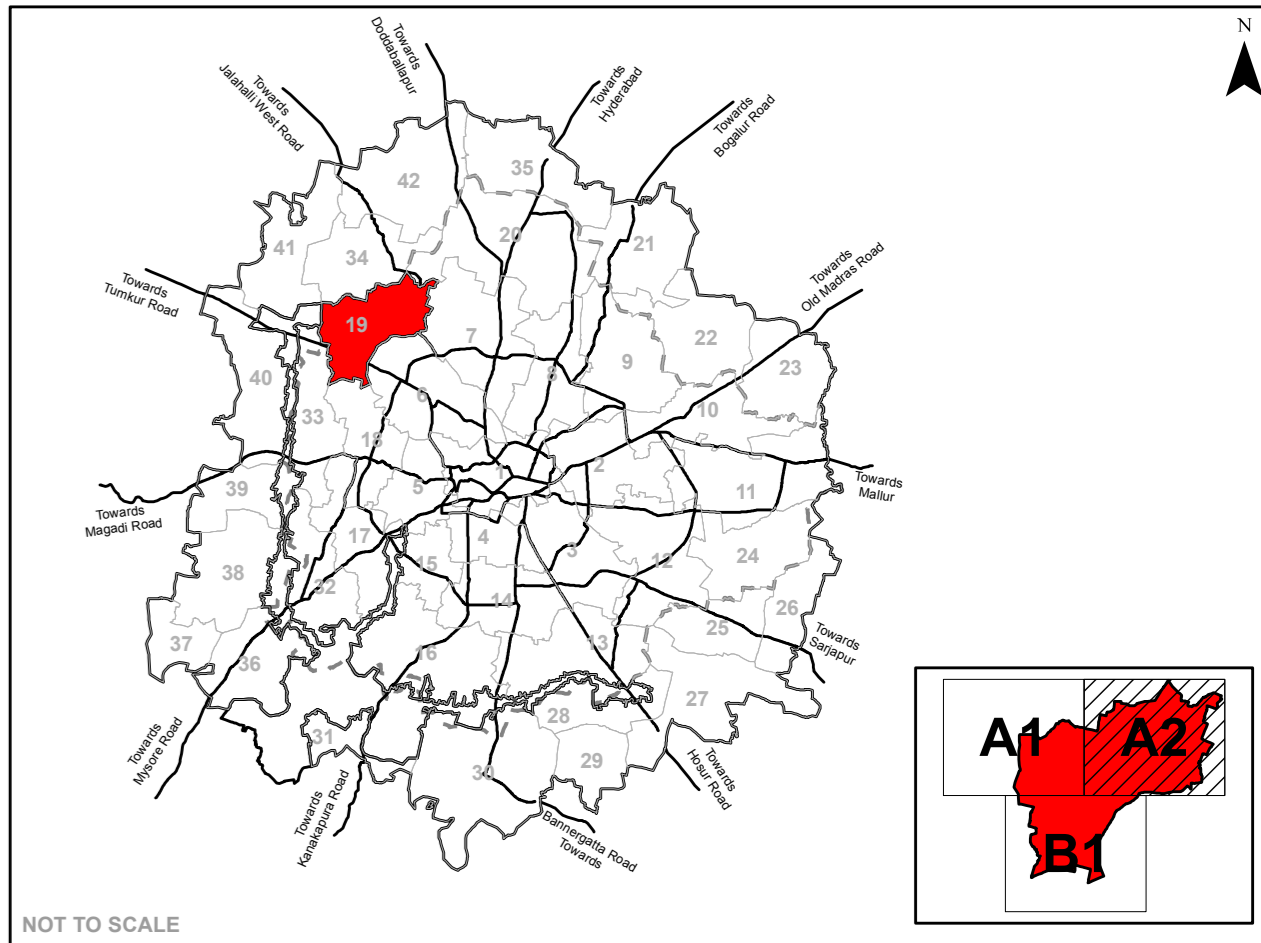 N
Towards
Doddaballapur
Towards
Hyderabad
Towards
Jalahalli West Road
Towards
Bogalur Road
42
35
20
21
41
34
Towards
Tumkur Road
Towards
Old Madras Road
19
7
22
9
8
23
40
6
10
33
18
1
2
5
11
39
Towards
Mallur
Towards
Magadi Road
17
4
3
12
24
15
38
32
14
26
25
13
37
36
16
Towards
Sarjapur
27
28
31
30
29
Towards
Mysore Road
Towards
Kanakapura Road
Bannergatta Road
Towards
Towards
Hosur Road
A1
A2
B1
NOT TO SCALE